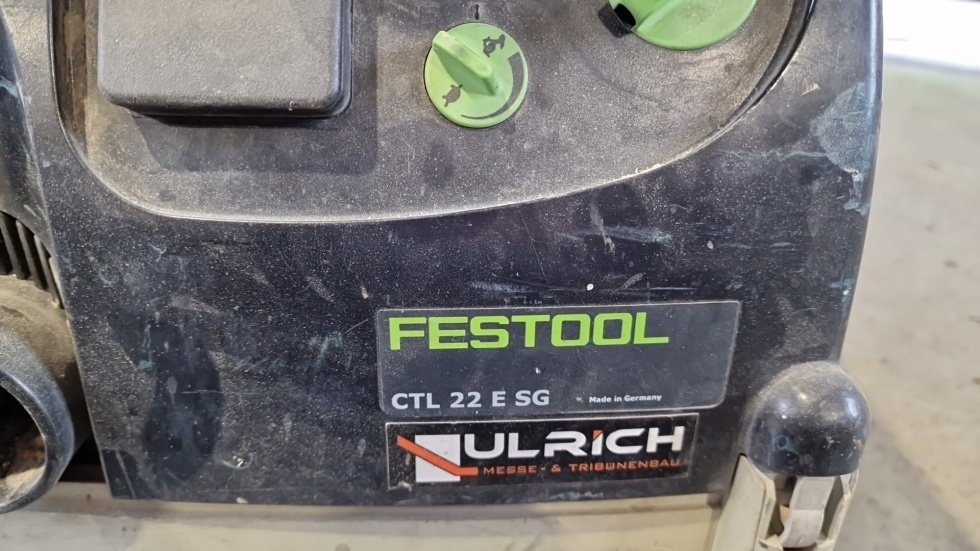 FESTOOL
CTL 22 E SG Made in Germany
ULRICH
MESSE- & TRIBÜNENBAU